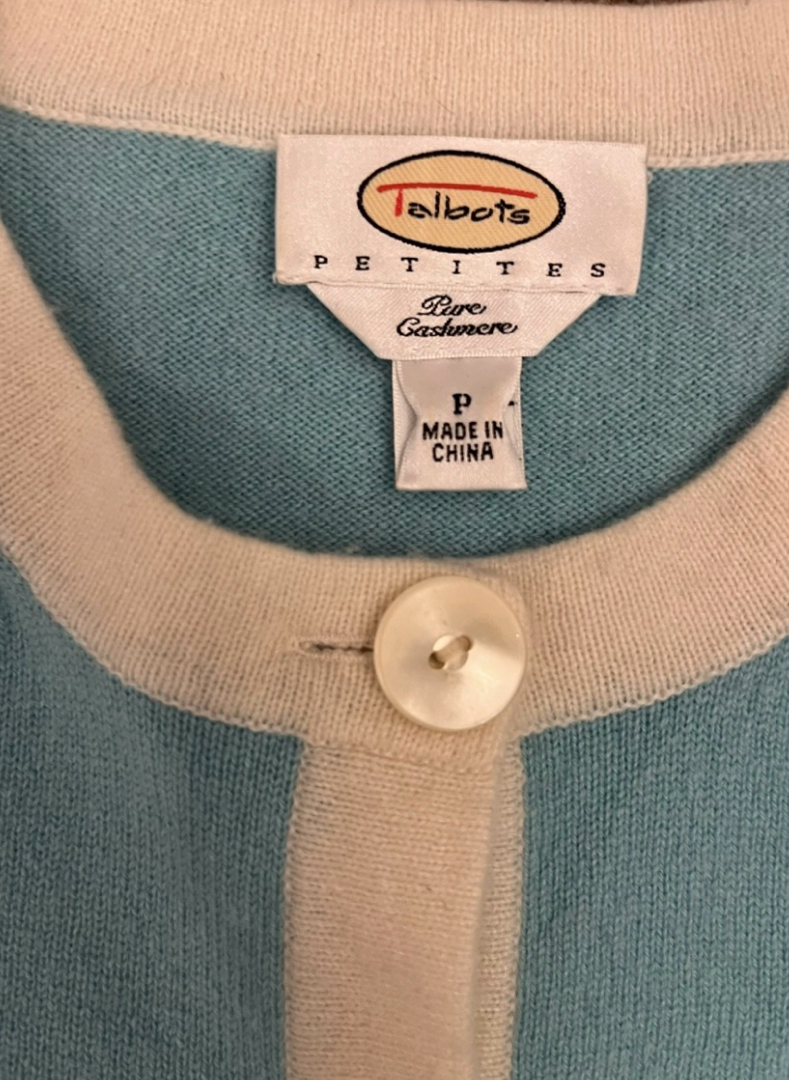 Talbots
PETITES
Pure
Cashmere
P
MADE IN
CHINA